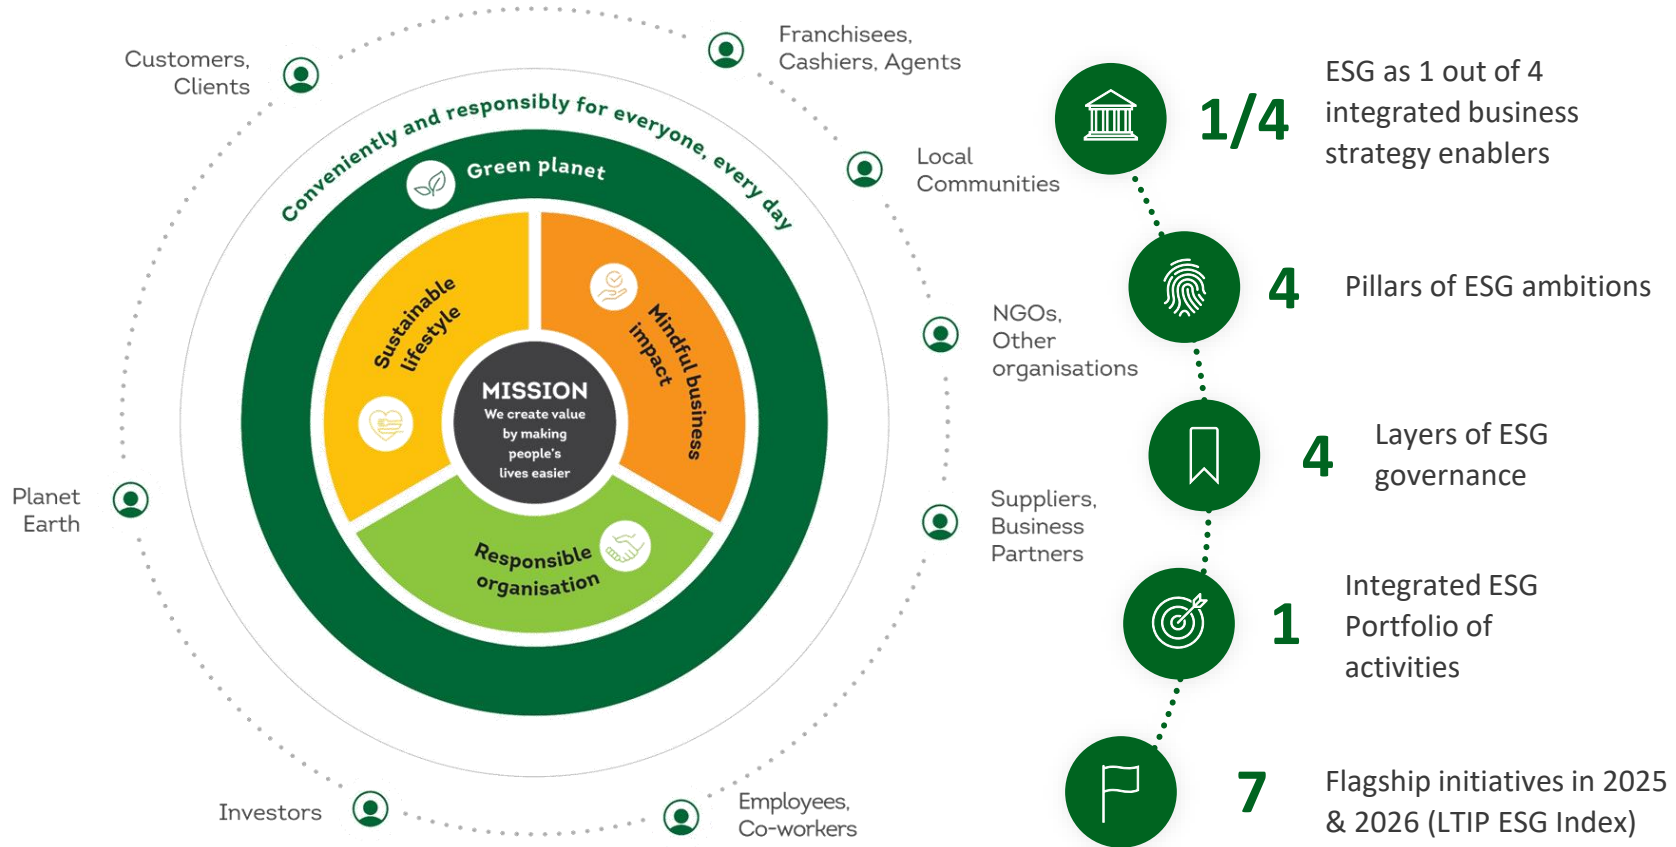 Customers,
Clients
Franchisees,
Cashiers, Agents
Local
Communities
NGOs,
Other
organisations
Suppliers,
Business
Partners
Employees,
Co-workers
Investors
Planet
Earth
Conveniently and responsibly for everyone, every day
Green planet
Sustainable
lifestyle
Mindful business
impact
Responsible
organisation
MISSION
We create value
by making
people's
lives easier
1/4
ESG as 1 out of 4
integrated business
strategy enablers
4
Pillars of ESG ambitions
4
Layers of ESG
governance
1
Integrated ESG
Portfolio of
activities
7
Flagship initiatives in 2025
& 2026 (LTIP ESG Index)